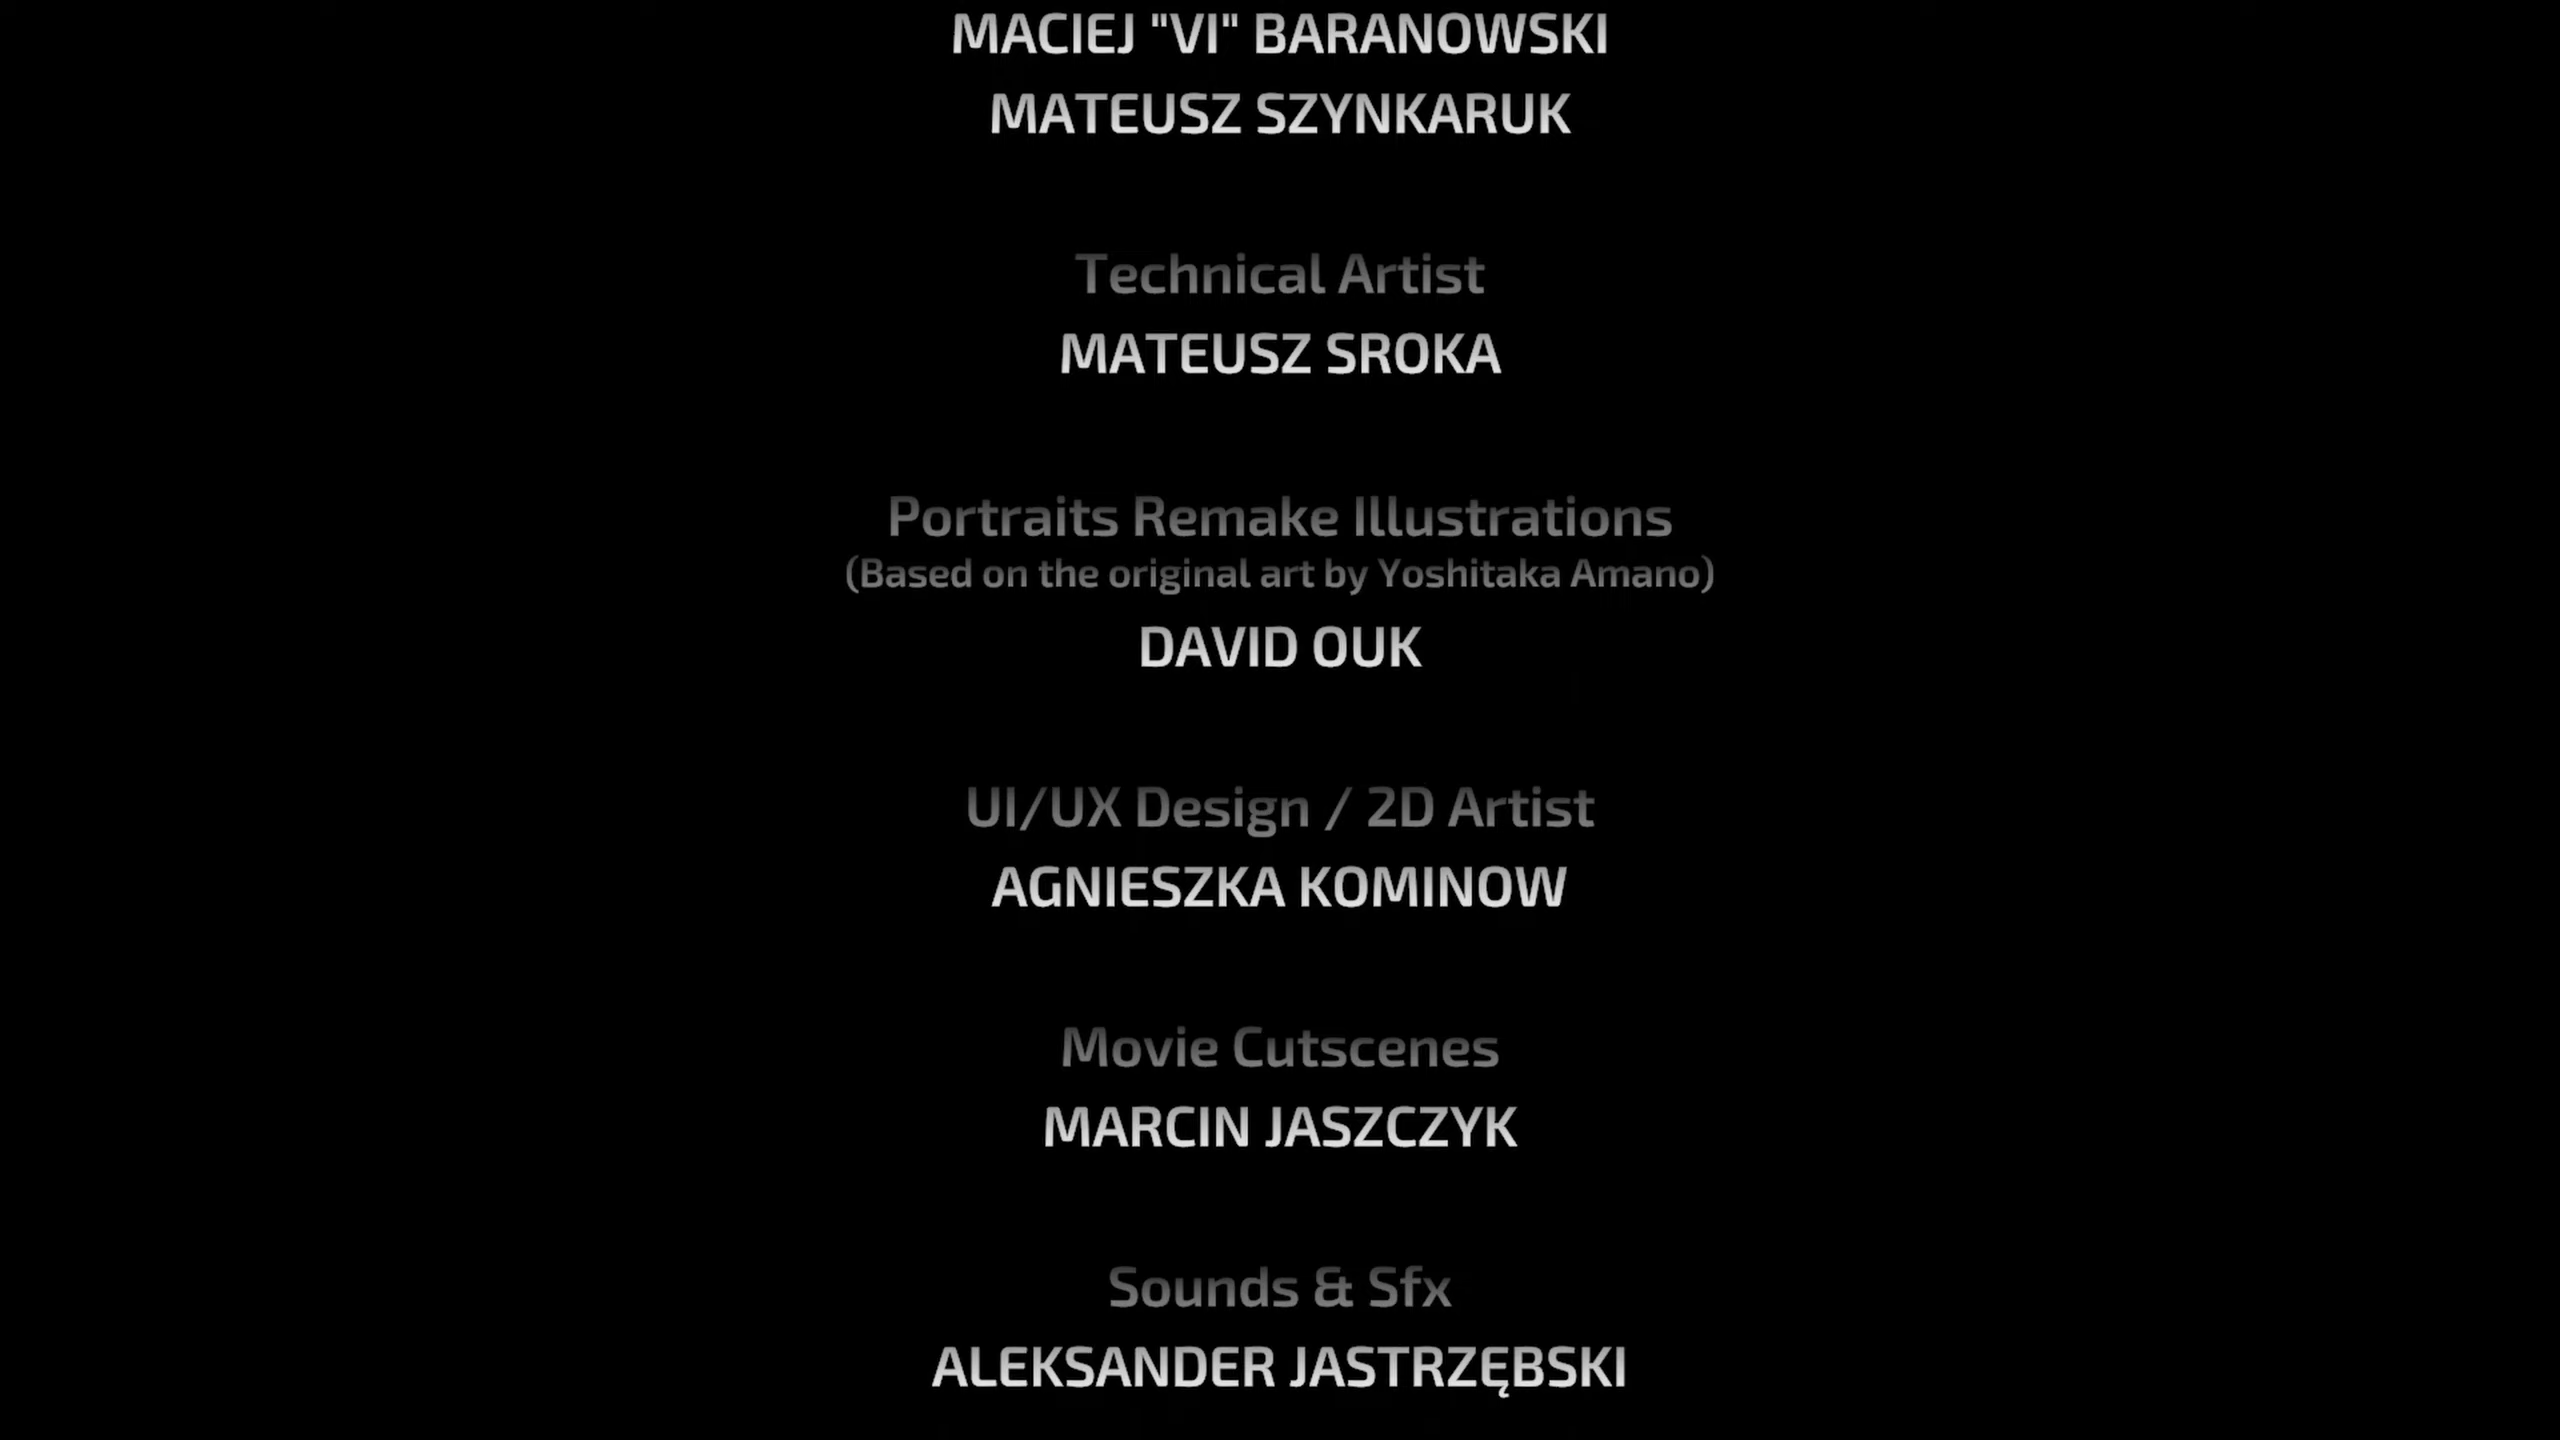 MACIEJ "VI" BARANOWSKI
MATEUSZ SZYNKARUK
Technical Artist
MATEUSZ SROKA
Portraits Remake Illustrations
(Based on the original art by Yoshitaka Amano)
DAVID OUK
UI/UX Design / 2D Artist
AGNIESZKA KOMINOW
Movie Cutscenes
MARCIN JASZCZYK
Sounds & Sfx
ALEKSANDER JASTRZĘBSKI